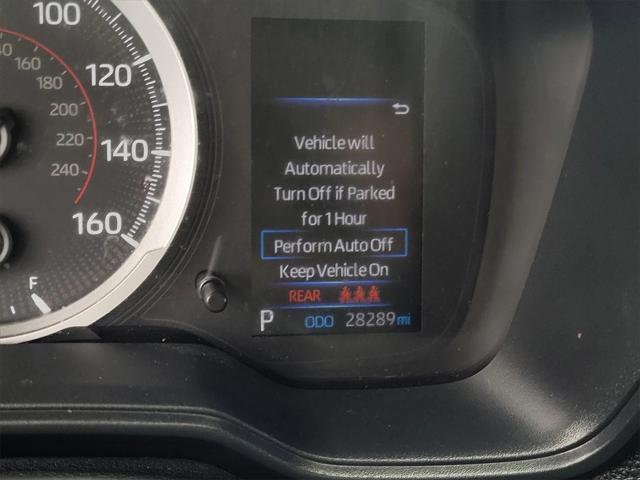 100
120
140
160
160
180
200
220
240
F
Vehicle will
Automatically
Turn Off if Parked
for 1 Hour
Perform Auto Off
Keep Vehicle On
REAR
P ODO 28289 mi